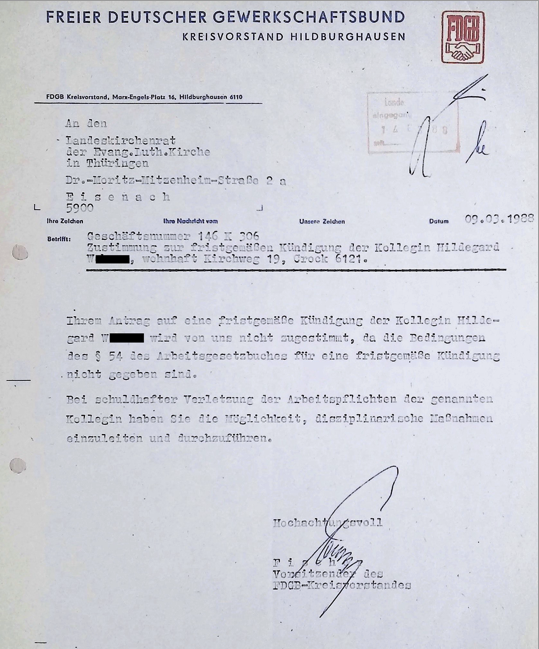 FREIER DEUTSCHER GEWERKSCHAFTSBUND
KREISVORSTAND HILDBURGHAUSEN
FDGB
FDGB Kreisvorstand, Marx-Engels-Platz 16, Hildburghausen 6110
An den
Landeskirchenrat
der Evang.Luth.Kirche
in Thüringen
Dr.-Moritz-Mitzenheim-Straße 2 a
E i s e n a c h
5900
Ihre Zeichen Ihre Nachricht vom Unsere Zeichen Datum 09.03.1988
Betrifft: Geschäftsnummer 146 K 306
Zustimmung zur fristgemäßen Kündigung der Kollegin Hildegard
W, wohnhaft Kirchweg 19, Crock 6121.
Ihrem Antrag auf eine fristgemäße Kündigung der Kollegin Hilde-
gard W wird von uns nicht zugestimmt, da die Bedingungen
des § 54 des Arbeitsgesetzbuches für eine fristgemäße Kündigung
nicht gegeben sind.
Bei schuldhafter Verletzung der Arbeitspflichten der genannten
Kollegin haben Sie die Möglichkeit, disziplinarische Maßnahmen
einzuleiten und durchzuführen.
Hochachtungsvoll
Vorsitzender des
FDGB-Kreisvorstandes